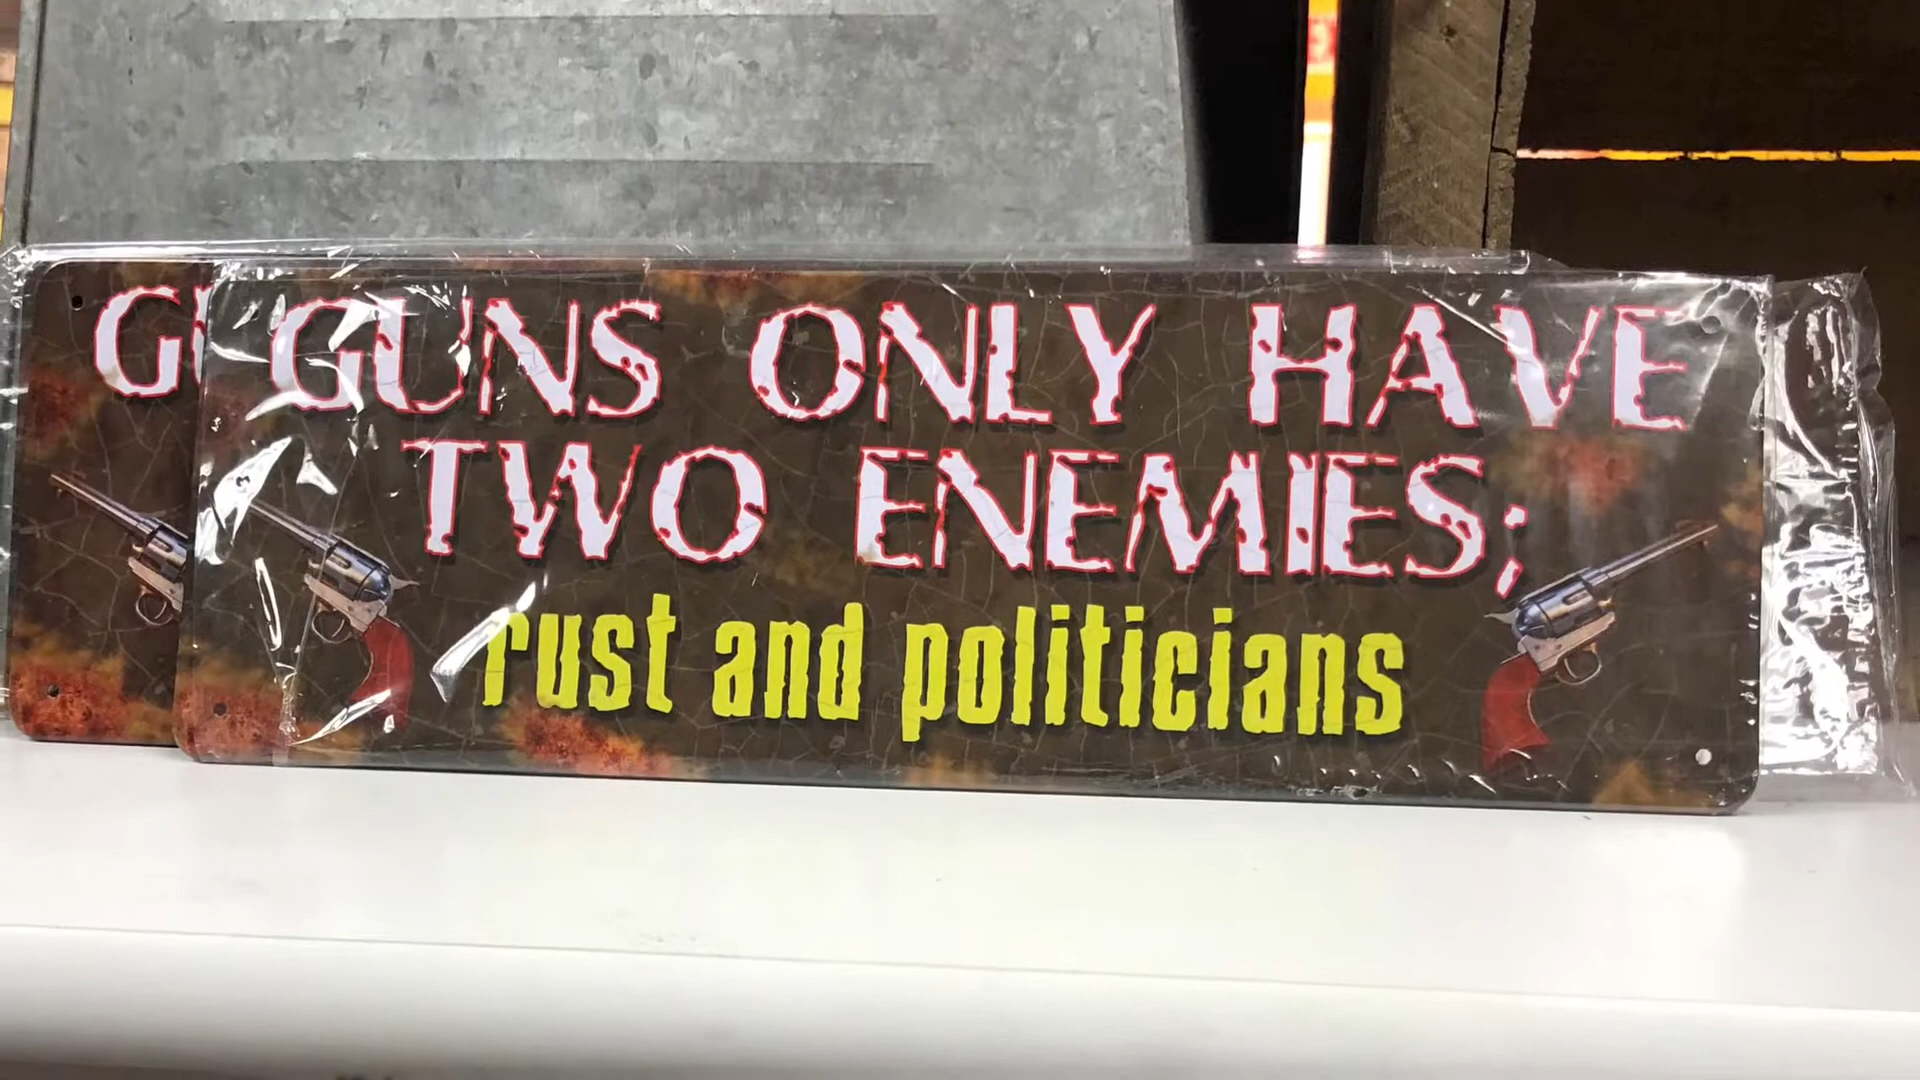 GUNS ONLY HAVE
TWO ENEMIES;
rust and politicians